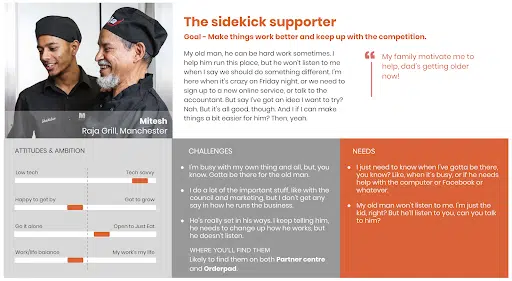 The sidekick supporter
Goal - Make things work better and keep up with the competition.
My old man, he can be hard work sometimes. I
help him run this place, but he won't listen to me
when I say we should do something different. I'm
here when it's crazy on Friday night, or we need to
sign up to a new online service, or talk to the
accountant. But say I've got an idea I want to try?
Nah. But it's all good, though. And I if I can make
things a bit easier for him? Then, yeah.
“ My family motivate me to
help, dad's getting older
now!
Mitesh
Raja Grill, Manchester
ATTITUDES & AMBITION
Low tech Tech savvy
Happy to get by Got to grow
Go it alone Open to Just Eat
Work/life balance My work's my life
CHALLENGES
• I'm busy with my own thing and all, but, you
know? Gotta be there for the old man.
• I do a lot of the important stuff, like with the
council and marketing, but I don't get any
say in how he runs the business.
• He's really set in his ways. I keep telling him,
he needs to change up how he works, but
he doesn't listen.
WHERE YOU'LL FIND THEM
Likely to find them on both Partner centre
and Orderpad.
NEEDS
• I just need to know when I've gotta be there,
you know? Like, when it's busy, or if he needs
help with the computer or Facebook or
whatever.
• My old man won't listen to me. I'm just the
kid, right? But he'll listen to you, can you talk
to him?